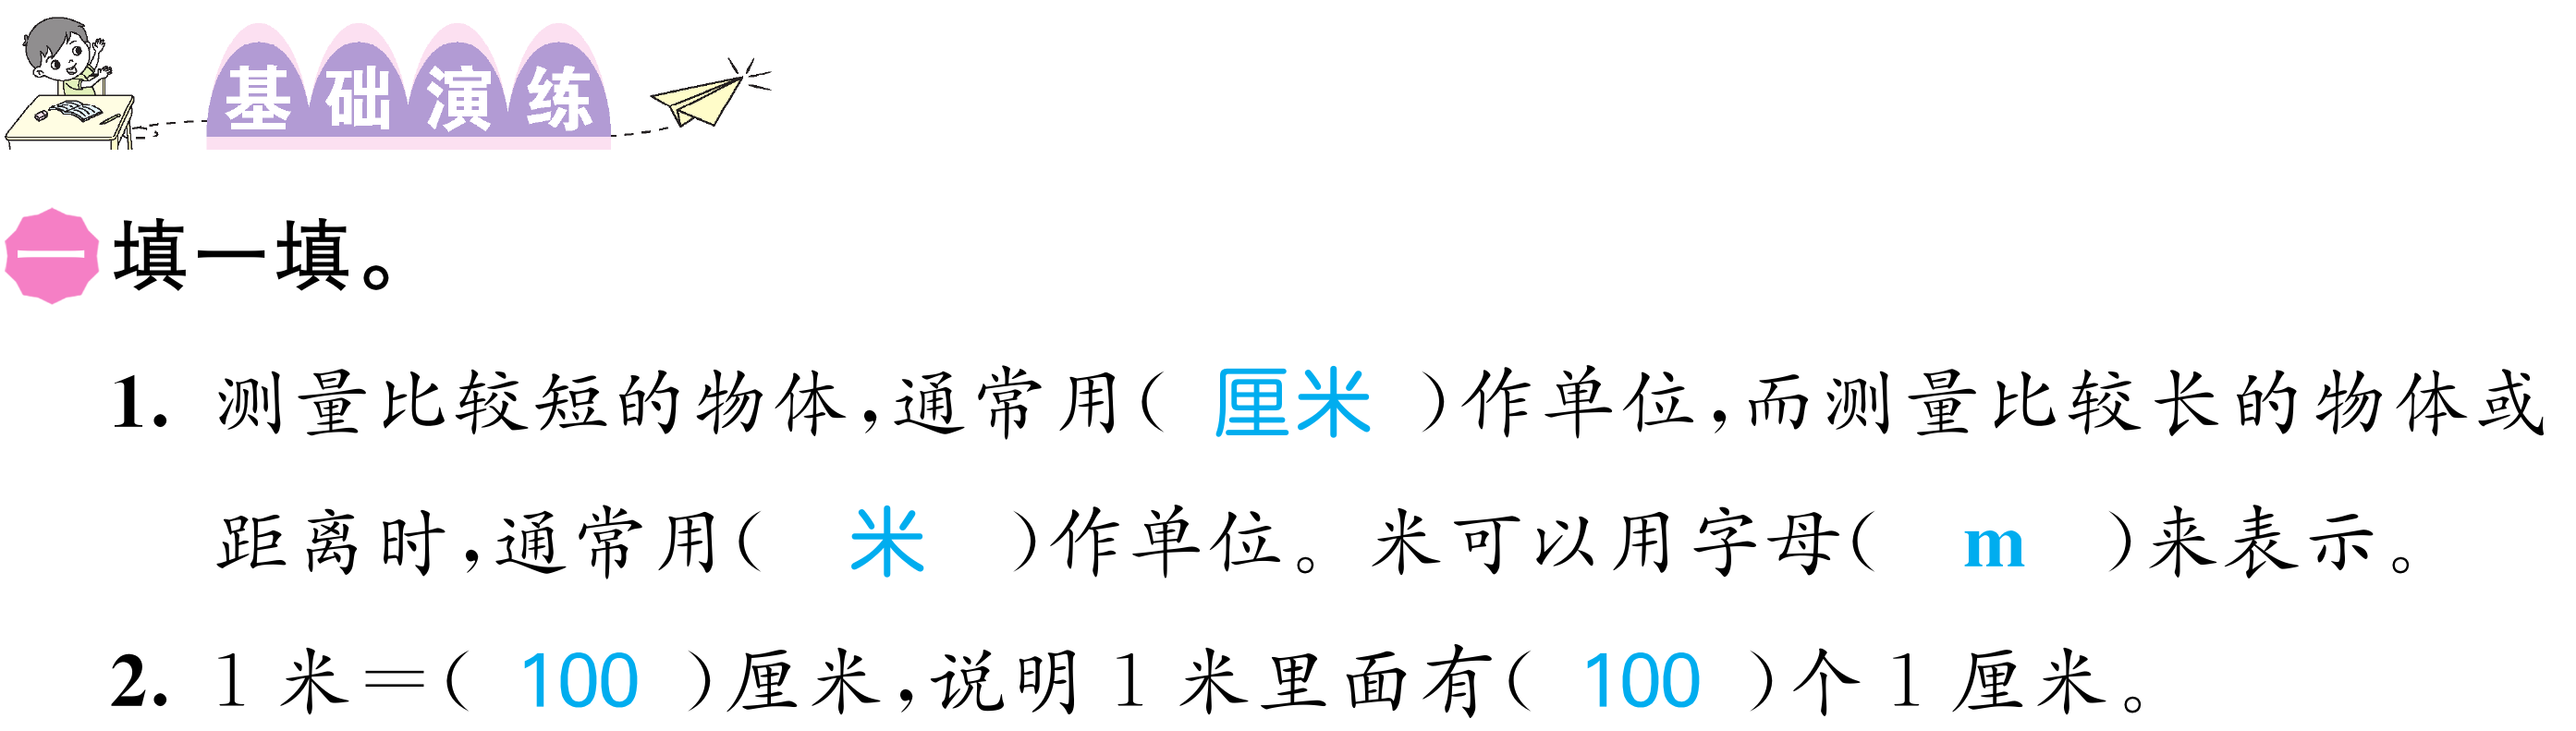 基础演练
一 填一填。
1. 测量比较短的物体,通常用( 厘米 )作单位,而测量比较长的物体或
距离时,通常用( 米 )作单位。米可以用字母( m )来表示。
2. 1 米=( 100 )厘米,说明 1 米里面有( 100 )个 1 厘米。